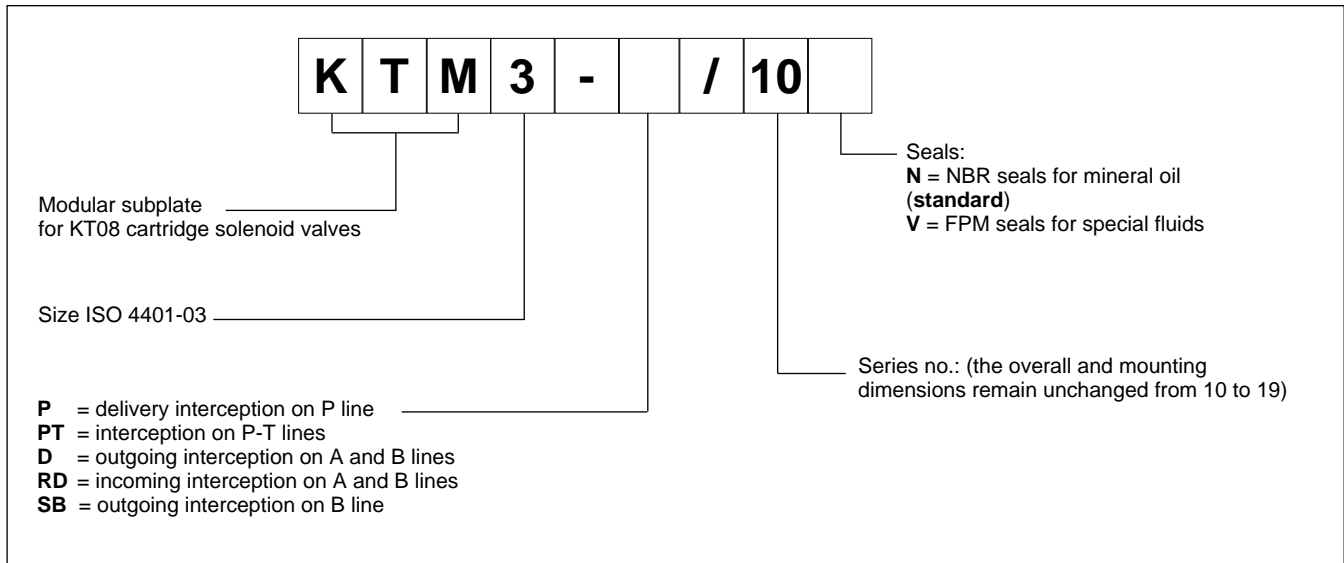 K T M 3 - / 10
Seals:
N = NBR seals for mineral oil
(standard)
V = FPM seals for special fluids
Modular subplate
for KT08 cartridge solenoid valves
Size ISO 4401-03
Series no.: (the overall and mounting
dimensions remain unchanged from 10 to 19)
P = delivery interception on P line
PT = interception on P-T lines
D = outgoing interception on A and B lines
RD = incoming interception on A and B lines
SB = outgoing interception on B line